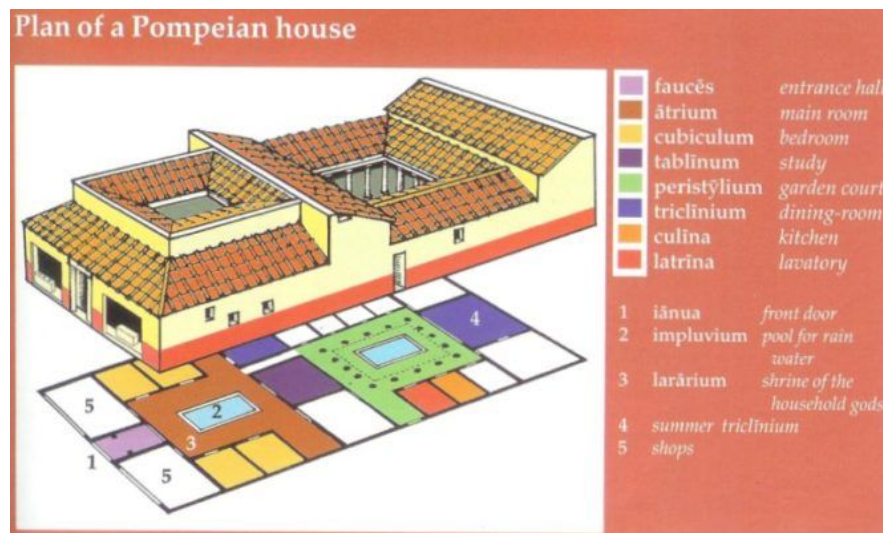 Plan of a Pompeian house
faucēs entrance hall
ātrium main room
cubiculum bedroom
tablīnum study
peristȳlium garden court
triclīnium dining-room
culīna kitchen
latrīna lavatory
1 iānua front door
2 impluvium pool for rain
water
3 larārium shrine of the
household gods
4 summer triclīnium
5 shops
4
5
2
3
1
5